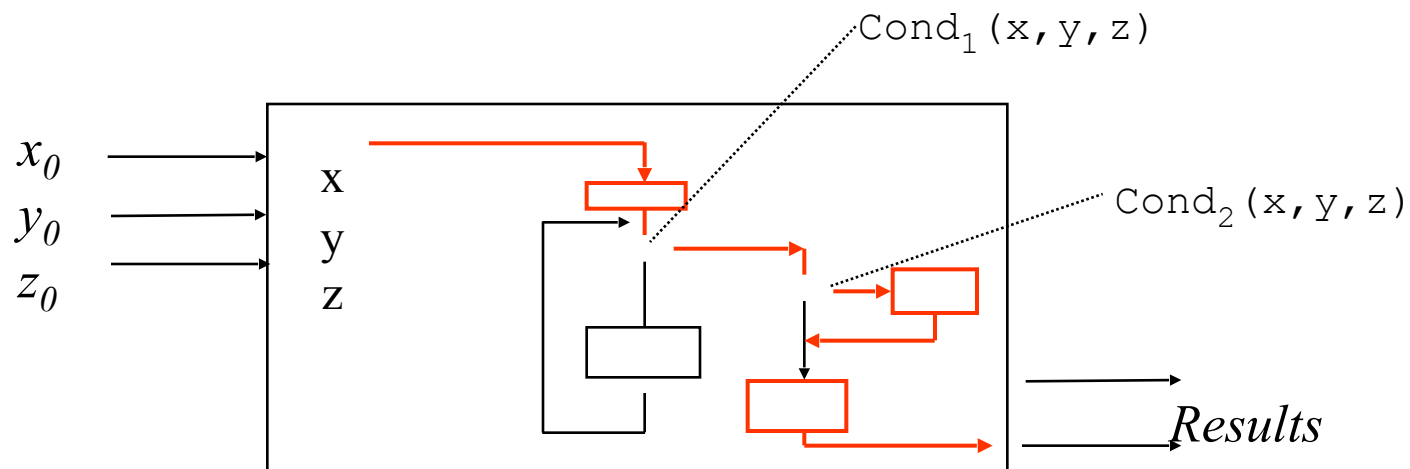 Cond₁(x,y,z)
x₀
x
Cond₂(x,y,z)
y₀
y
z₀
z
Results